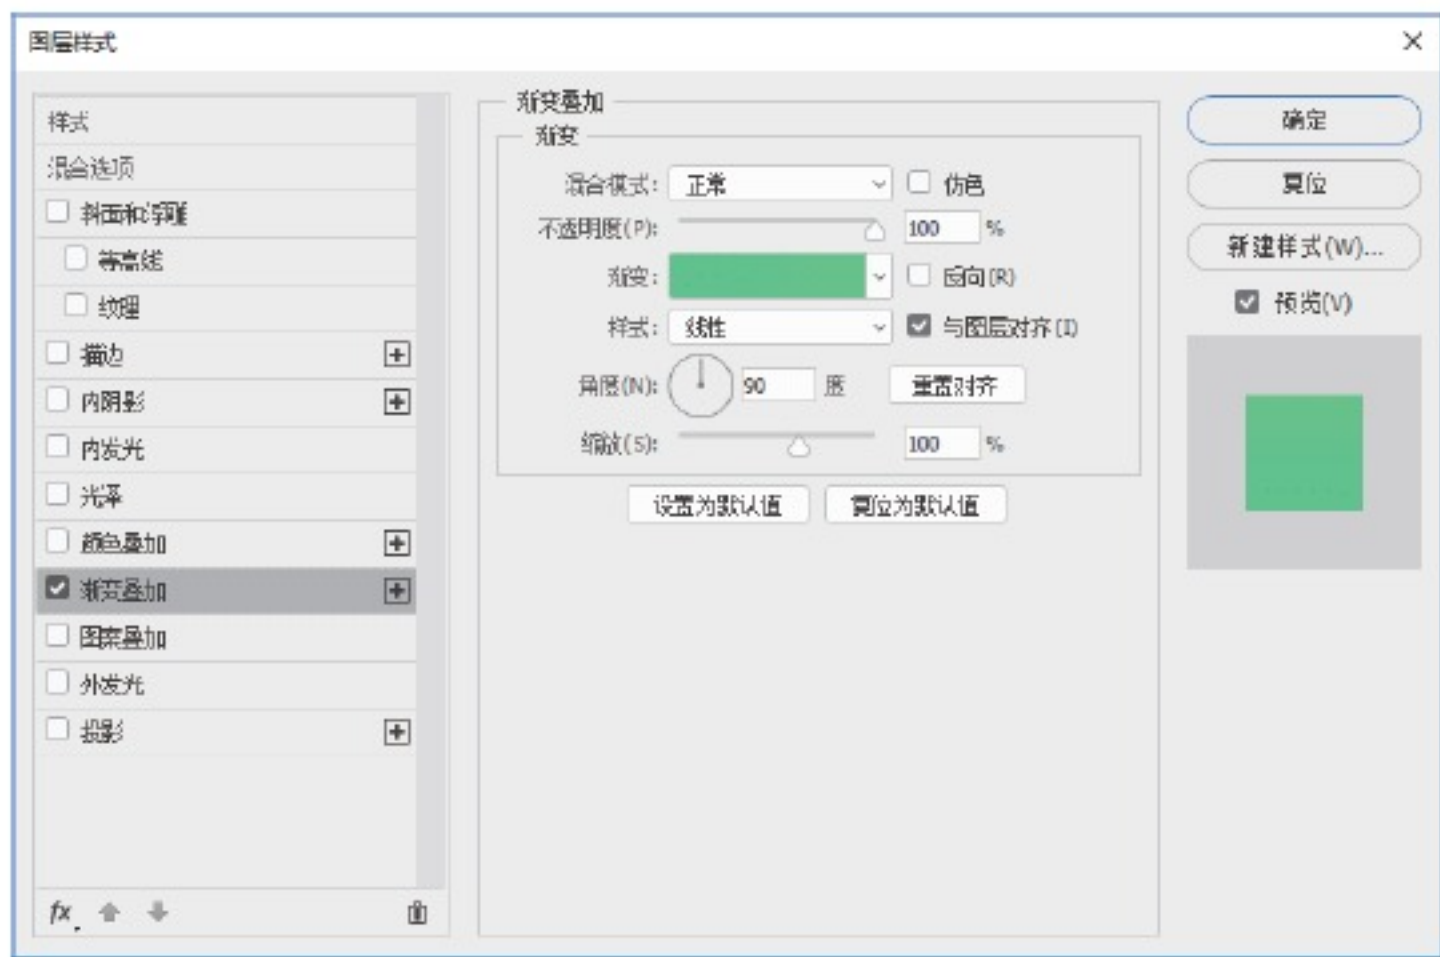 图层样式
样式
混合选项
斜面和浮雕
等高线
纹理
描边
内阴影
内发光
光泽
颜色叠加
渐变叠加
图案叠加
外发光
投影
fx
渐变叠加
渐变
混合模式: 正常 仿色
不透明度(P): 100 %
渐变: 反向(R)
样式: 线性 与图层对齐(I)
角度(N): 90 度 重置对齐
缩放(S): 100 %
设置为默认值 复位为默认值
确定
复位
新建样式(W)...
预览(V)